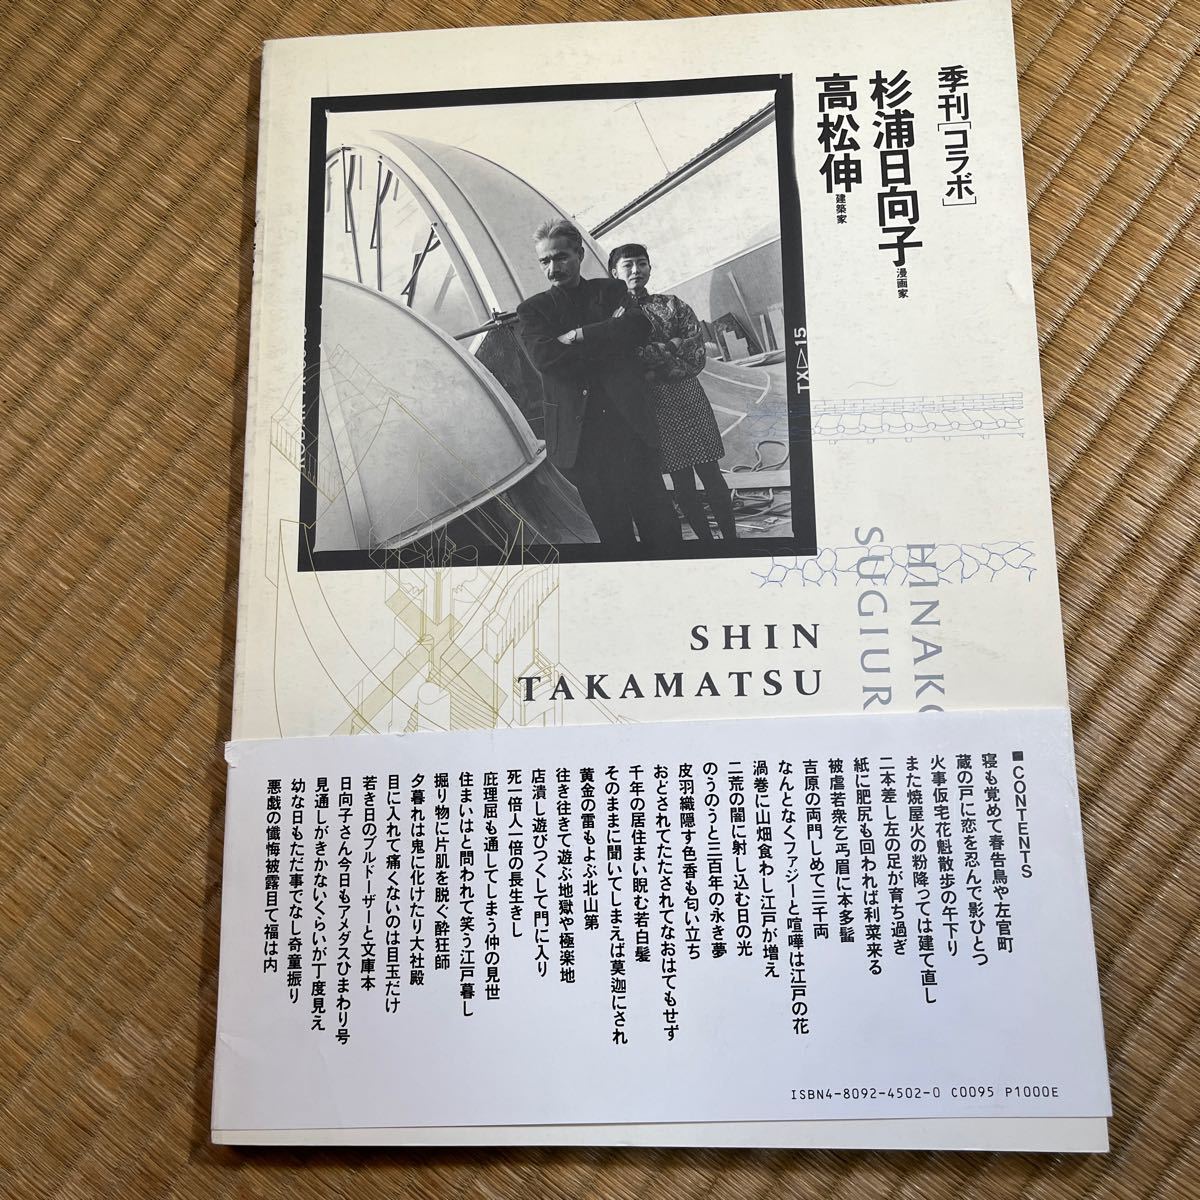 季刊[コラボ]
杉浦日向子 漫画家
高松伸 建築家
TX▷15
SHIN
TAKAMATSU
HINAKO
SUGIUR
■CONTENTS
寝も覚めて春告鳥や左官町
蔵の戸に恋を忍んで影ひとつ
火事仮宅花魁散歩の午下り
また焼屋火の粉降っては建て直し
二本差し左の足が育ち過ぎ
紙に肥尻も回われば利菜来る
被虐若衆乞丐眉に本多髷
吉原の両門しめて三千両
なんとなくファジーと喧嘩は江戸の花
渦巻に山畑食わし江戸が増え
二荒の闇に射し込む日の光
のうのうと三百年の永き夢
皮羽織隠す色香も匂い立ち
おどされてたたされてなおはてもせず
千年の居住まい睨む若白髪
そのままに聞いてしまえば莫迦にされ
黄金の雷もよぶ北山第
往き往きて遊ぶ地獄や極楽地
店潰し遊びつくして門に入り
死一倍人一倍の長生きし
庇理屈も通してしまう仲の見世
住まいはと問われて笑う江戸暮し
掘り物に片肌を脱ぐ酔狂師
夕暮れは鬼に化けたり大社殿
目に入れて痛くないのは目玉だけ
若き日のブルドーザーと文庫本
日向子さん今日もアメダスひまわり号
見通しがきかないくらいが丁度見え
幼な日もただ事でなし奇童振り
悪戯の懺悔被露目て福は内
ISBN4-8092-4502-0 C0095 P1000E